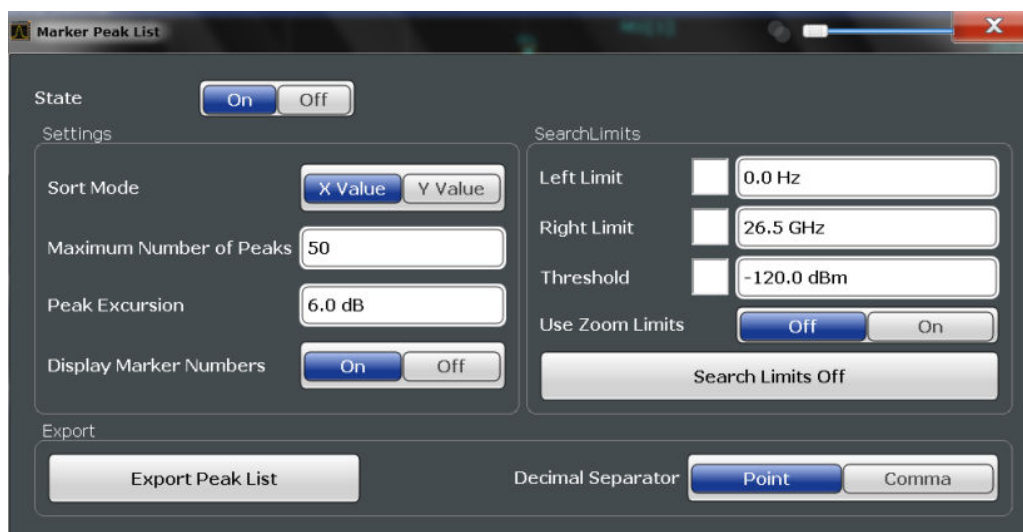 Marker Peak List
X
State On Off
Settings
Sort Mode X Value Y Value
Maximum Number of Peaks 50
Peak Excursion 6.0 dB
Display Marker Numbers On Off
SearchLimits
Left Limit 0.0 Hz
Right Limit 26.5 GHz
Threshold -120.0 dBm
Use Zoom Limits Off On
Search Limits Off
Export
Export Peak List Decimal Separator Point Comma